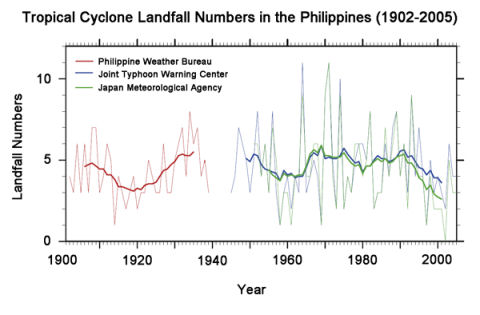 Tropical Cyclone Landfall Numbers in the Philippines (1902-2005)
Philippine Weather Bureau
Joint Typhoon Warning Center
Japan Meteorological Agency
Landfall Numbers
10
5
0
1900 1920 1940 1960 1980 2000
Year